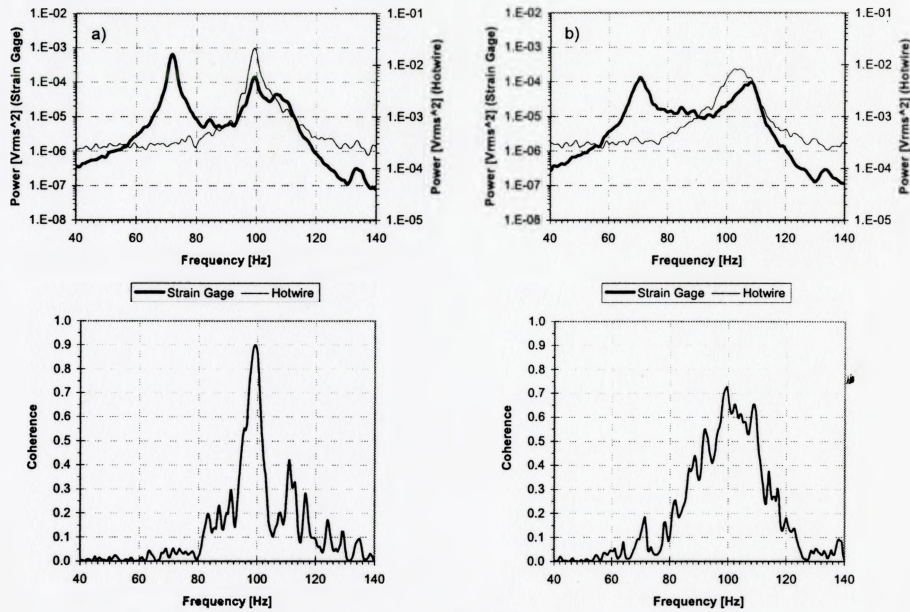 a)
Power [Vrms^2] (Strain Gage)
1.E-02
1.E-03
1.E-04
1.E-05
1.E-06
1.E-07
1.E-08
1.E-01
1.E-02
1.E-03
1.E-04
1.E-05
Power [Vrms^2] (Hotwire)
40 60 80 100 120 140
Frequency [Hz]
Strain Gage Hotwire
b)
Power [Vrms^2] (Strain Gage)
1.E-02
1.E-03
1.E-04
1.E-05
1.E-06
1.E-07
1.E-08
1.E-01
1.E-02
1.E-03
1.E-04
1.E-05
Power [Vrms^2] (Hotwire)
40 60 80 100 120 140
Frequency [Hz]
Strain Gage Hotwire
Coherence
1.0
0.9
0.8
0.7
0.6
0.5
0.4
0.3
0.2
0.1
0.0
40 60 80 100 120 140
Frequency [Hz]
Coherence
1.0
0.9
0.8
0.7
0.6
0.5
0.4
0.3
0.2
0.1
0.0
40 60 80 100 120 140
Frequency [Hz]